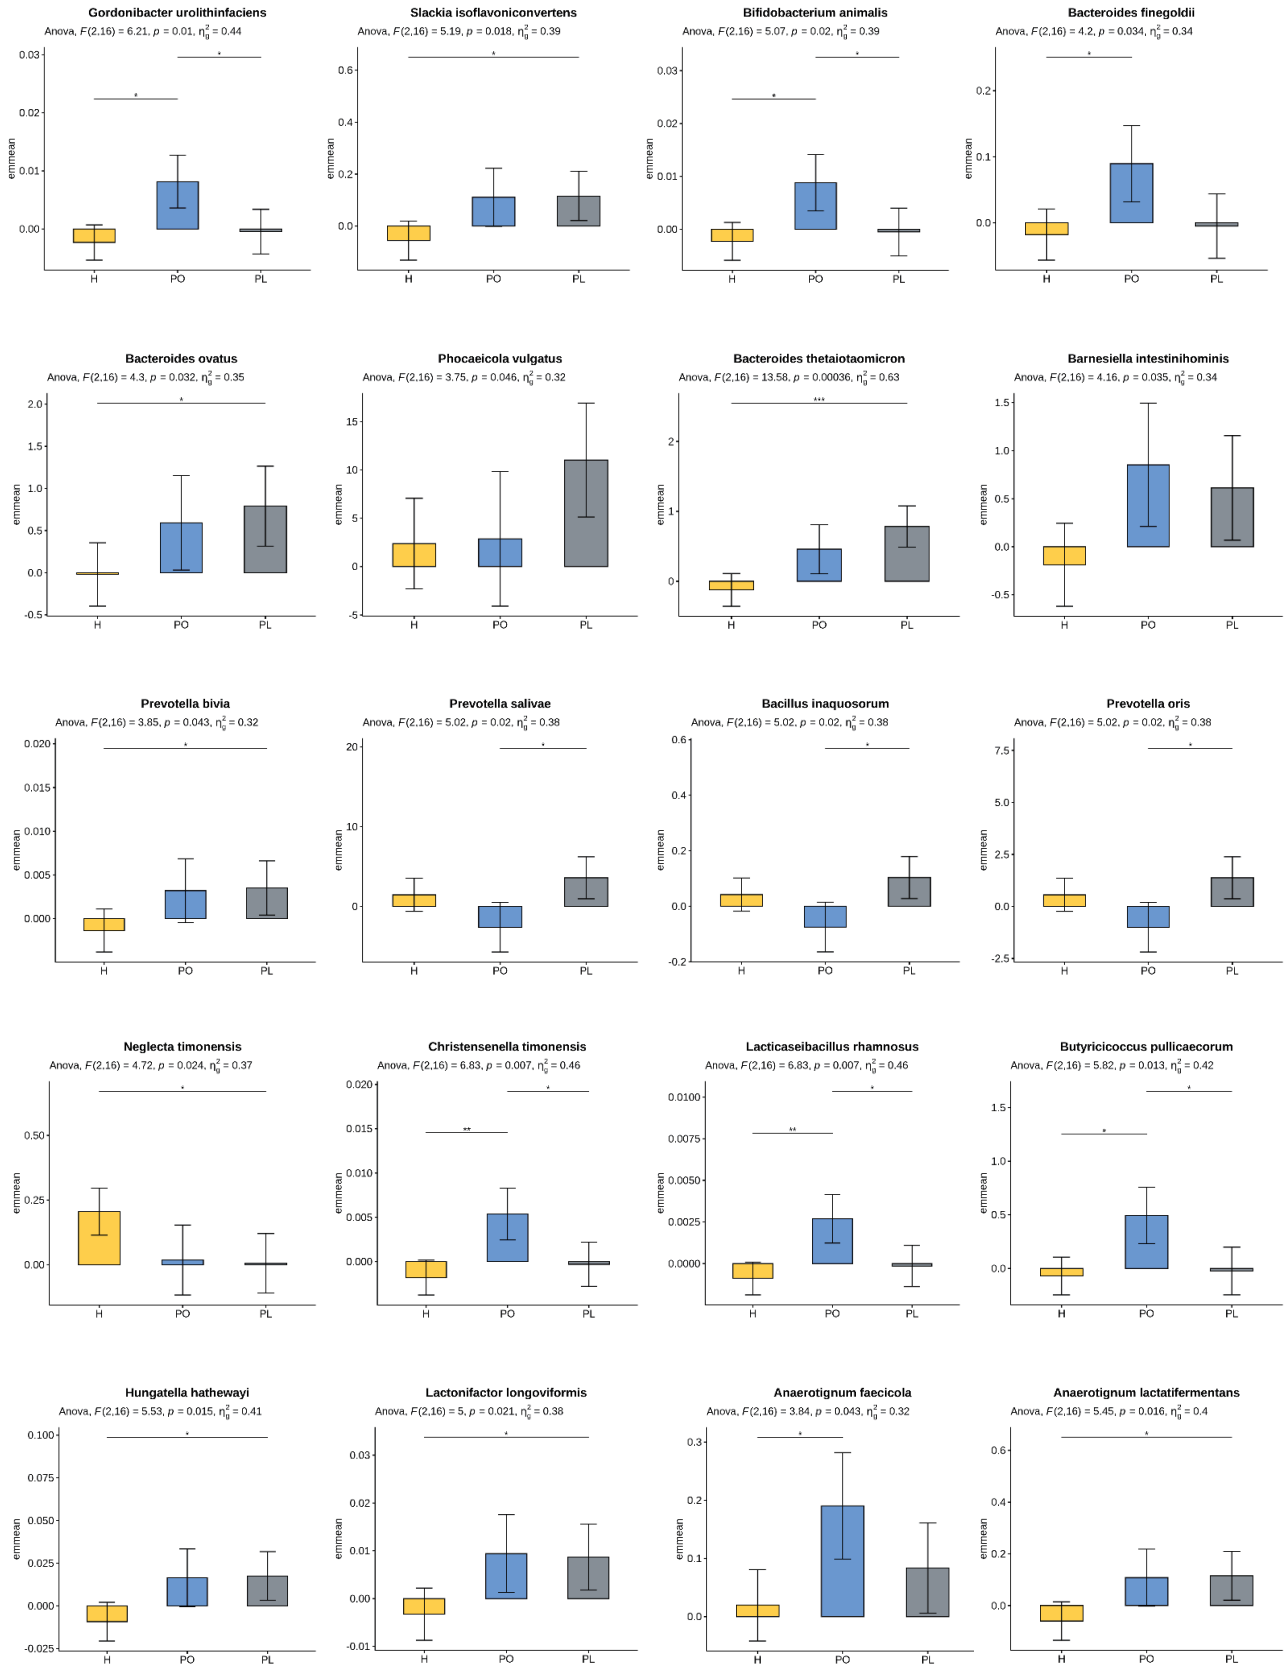 Gordonibacter urolithinfaciens
Anova, F(2,16) = 6.21, p = 0.01, η²g = 0.44
emmean
0.03
0.02
0.01
0.00
*
*
H PO PL
Slackia isoflavoniconvertens
Anova, F(2,16) = 5.19, p = 0.018, η²g = 0.39
emmean
0.6
0.4
0.2
0.0
*
H PO PL
Bifidobacterium animalis
Anova, F(2,16) = 5.07, p = 0.02, η²g = 0.39
emmean
0.03
0.02
0.01
0.00
*
*
H PO PL
Bacteroides finegoldii
Anova, F(2,16) = 4.2, p = 0.034, η²g = 0.34
emmean
0.2
0.1
0.0
*
H PO PL
Bacteroides ovatus
Anova, F(2,16) = 4.3, p = 0.032, η²g = 0.35
emmean
2.0
1.5
1.0
0.5
0.0
-0.5
*
H PO PL
Phocaeicola vulgatus
Anova, F(2,16) = 3.75, p = 0.046, η²g = 0.32
emmean
15
10
5
0
-5
H PO PL
Bacteroides thetaiotaomicron
Anova, F(2,16) = 13.58, p = 0.00036, η²g = 0.63
emmean
2
1
0
***
H PO PL
Barnesiella intestinihominis
Anova, F(2,16) = 4.16, p = 0.035, η²g = 0.34
emmean
1.5
1.0
0.5
0.0
-0.5
H PO PL
Prevotella bivia
Anova, F(2,16) = 3.85, p = 0.043, η²g = 0.32
emmean
0.020
0.015
0.010
0.005
0.000
*
H PO PL
Prevotella salivae
Anova, F(2,16) = 5.02, p = 0.02, η²g = 0.38
emmean
20
10
0
*
H PO PL
Bacillus inaquosorum
Anova, F(2,16) = 5.02, p = 0.02, η²g = 0.38
emmean
0.6
0.4
0.2
0.0
-0.2
*
H PO PL
Prevotella oris
Anova, F(2,16) = 5.02, p = 0.02, η²g = 0.38
emmean
7.5
5.0
2.5
0.0
-2.5
*
H PO PL
Neglecta timonensis
Anova, F(2,16) = 4.72, p = 0.024, η²g = 0.37
emmean
0.50
0.25
0.00
*
H PO PL
Christensenella timonensis
Anova, F(2,16) = 6.83, p = 0.007, η²g = 0.46
emmean
0.020
0.015
0.010
0.005
0.000
*
**
H PO PL
Lacticaseibacillus rhamnosus
Anova, F(2,16) = 6.83, p = 0.007, η²g = 0.46
emmean
0.0100
0.0075
0.0050
0.0025
0.0000
*
**
H PO PL
Butyricicoccus pullicaecorum
Anova, F(2,16) = 5.82, p = 0.013, η²g = 0.42
emmean
1.5
1.0
0.5
0.0
*
*
H PO PL
Hungatella hathewayi
Anova, F(2,16) = 5.53, p = 0.015, η²g = 0.41
emmean
0.100
0.075
0.050
0.025
0.000
-0.025
*
H PO PL
Lactonifactor longoviformis
Anova, F(2,16) = 5, p = 0.021, η²g = 0.38
emmean
0.03
0.02
0.01
0.00
-0.01
*
H PO PL
Anaerotignum faecicola
Anova, F(2,16) = 3.84, p = 0.043, η²g = 0.32
emmean
0.3
0.2
0.1
0.0
*
H PO PL
Anaerotignum lactatifermentans
Anova, F(2,16) = 5.45, p = 0.016, η²g = 0.4
emmean
0.6
0.4
0.2
0.0
*
H PO PL